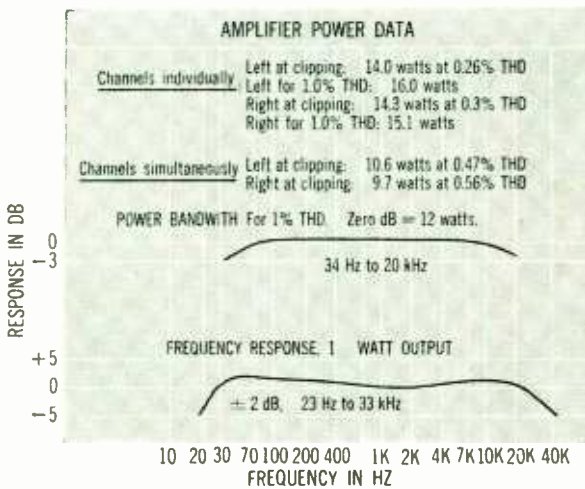 AMPLIFIER POWER DATA
Channels individually
Left at clipping: 14.0 watts at 0.26% THD
Left for 1.0% THD: 16.0 watts
Right at clipping: 14.3 watts at 0.3% THD
Right for 1.0% THD: 15.1 watts
Channels simultaneously
Left at clipping: 10.6 watts at 0.47% THD
Right at clipping: 9.7 watts at 0.56% THD
POWER BANDWITH For 1% THD. Zero dB = 12 watts.
RESPONSE IN DB
0
-3
34 Hz to 20 kHz
FREQUENCY RESPONSE, 1 WATT OUTPUT
+5
0
-5
± 2 dB, 23 Hz to 33 kHz
10 20 30 70 100 200 400 1K 2K 4K 7K 10K 20K 40K
FREQUENCY IN HZ